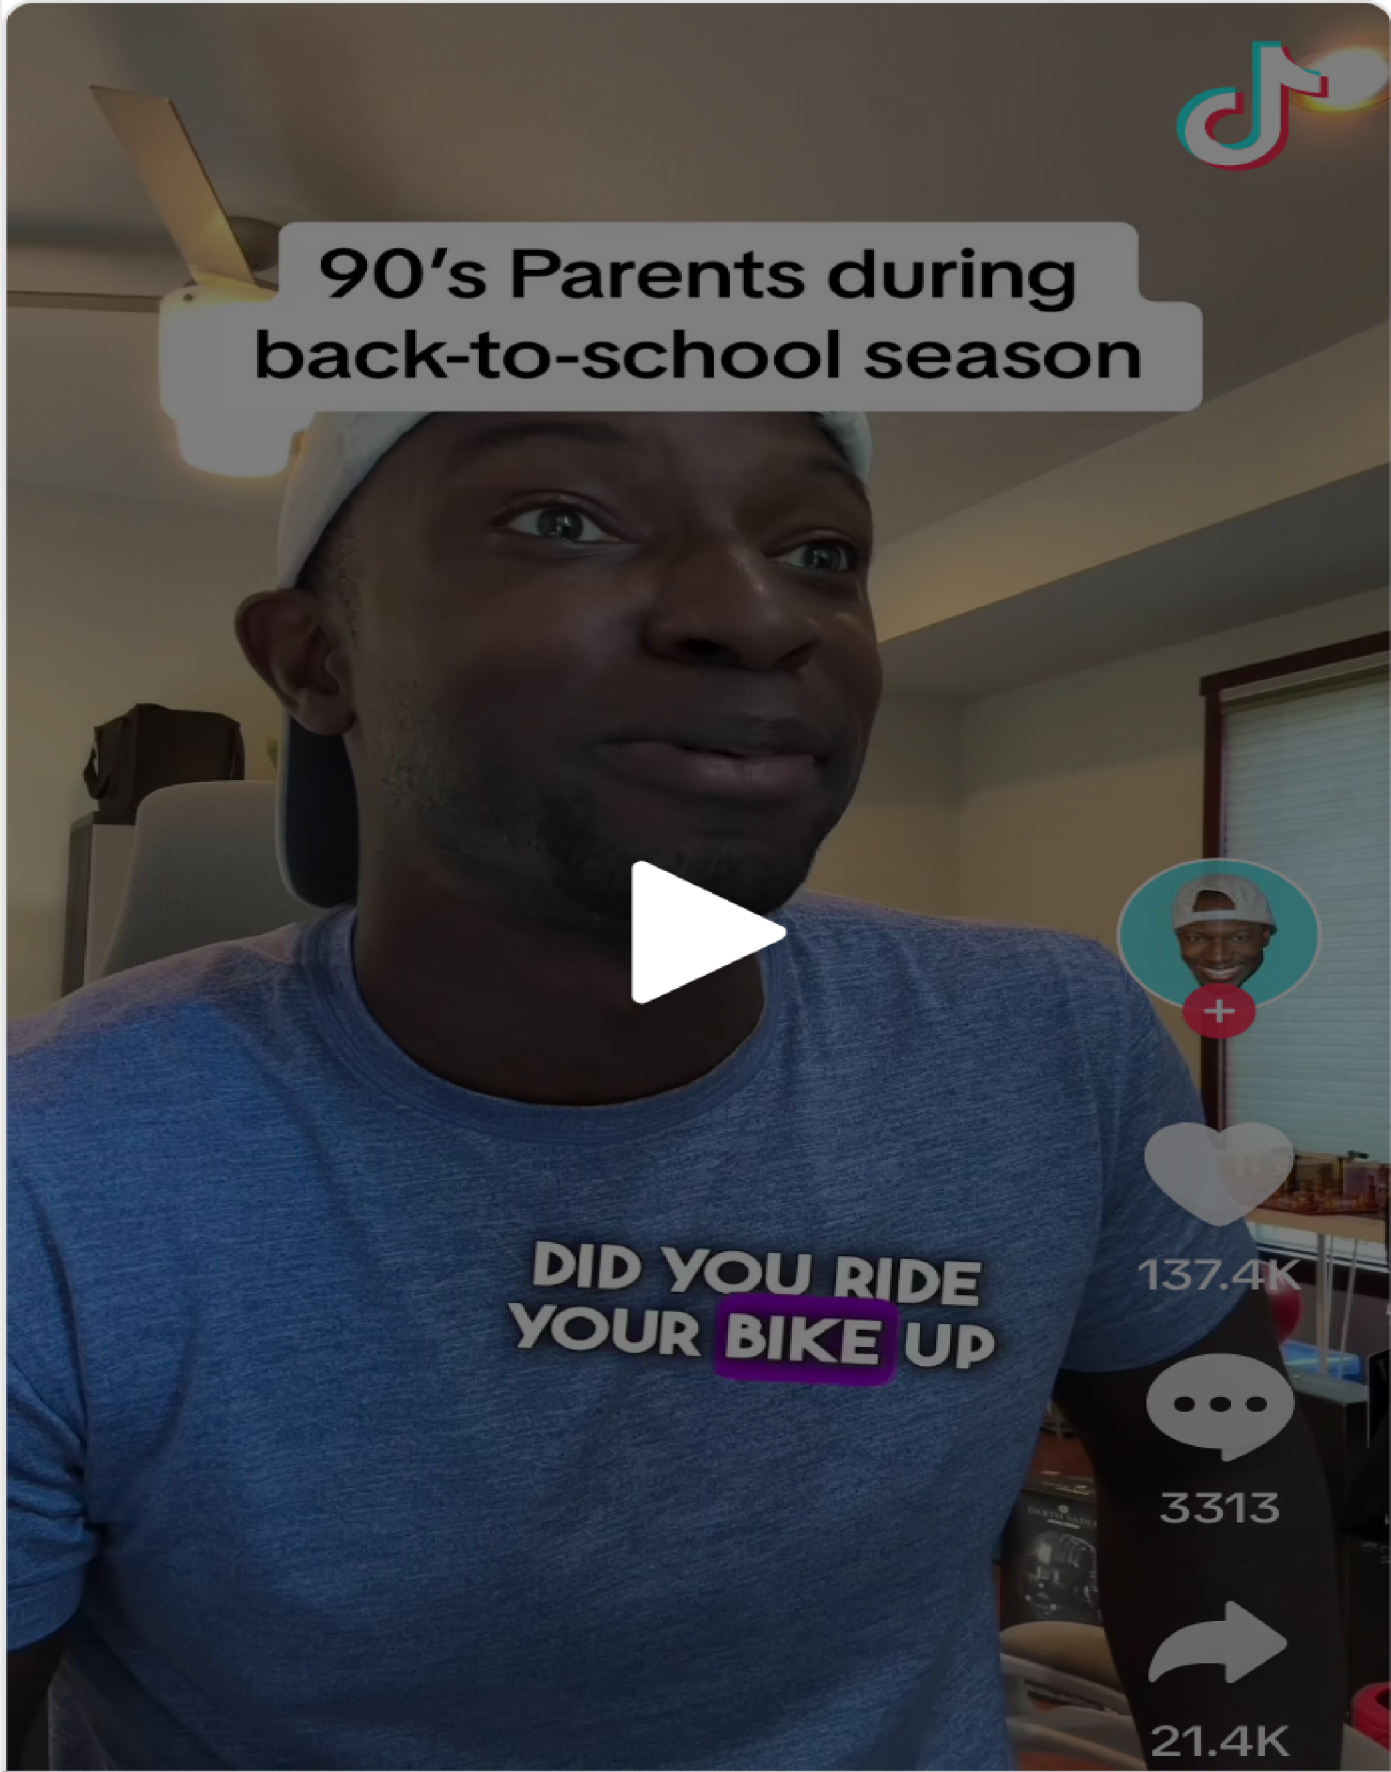 90's Parents during
back-to-school season
DID YOU RIDE
YOUR BIKE UP
137.4K
3313
21.4K